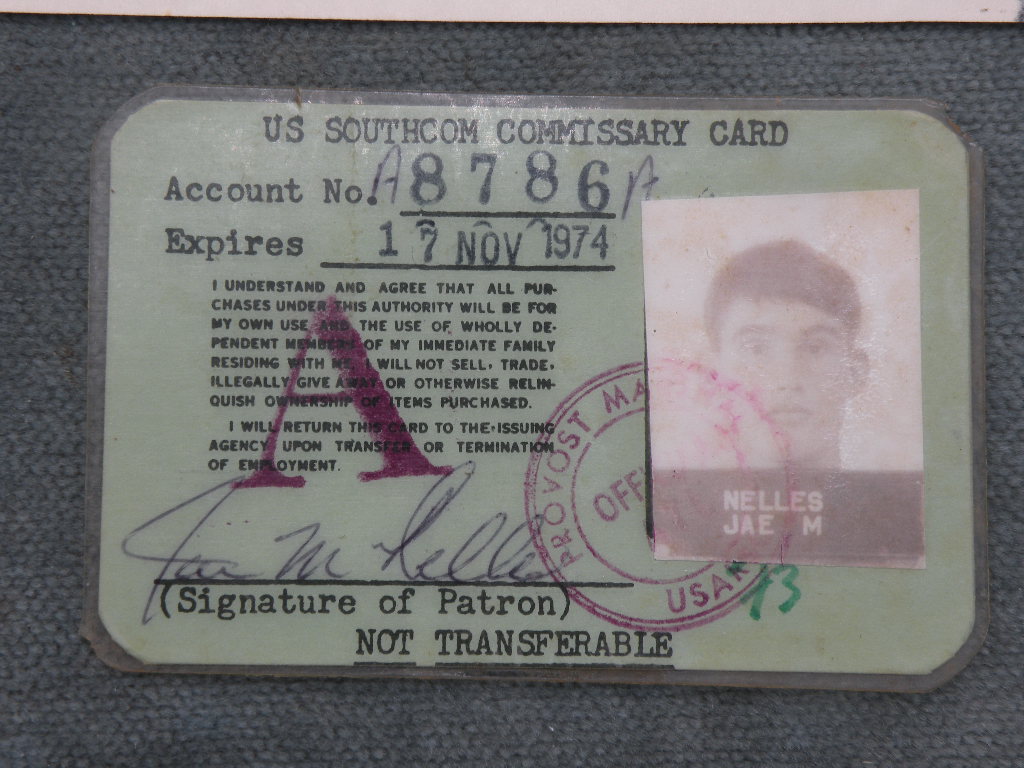 US SOUTHCOM COMMISSARY CARD
Account No. A 8786 A
Expires 17 NOV 1974
I UNDERSTAND AND AGREE THAT ALL PUR-
CHASES UNDER THIS AUTHORITY WILL BE FOR
MY OWN USE AND THE USE OF WHOLLY DE-
PENDENT MEMBERS OF MY IMMEDIATE FAMILY
RESIDING WITH ME. I WILL NOT SELL, TRADE,
ILLEGALLY GIVE AWAY OR OTHERWISE RELIN-
QUISH OWNERSHIP OF ITEMS PURCHASED.
I WILL RETURN THIS CARD TO THE ISSUING
AGENCY UPON TRANSFER OR TERMINATION
OF EMPLOYMENT.
A
PROVOST MA
OFF
USAR
NELLES
JAE M
13
Jae M Nelles
(Signature of Patron)
NOT TRANSFERABLE